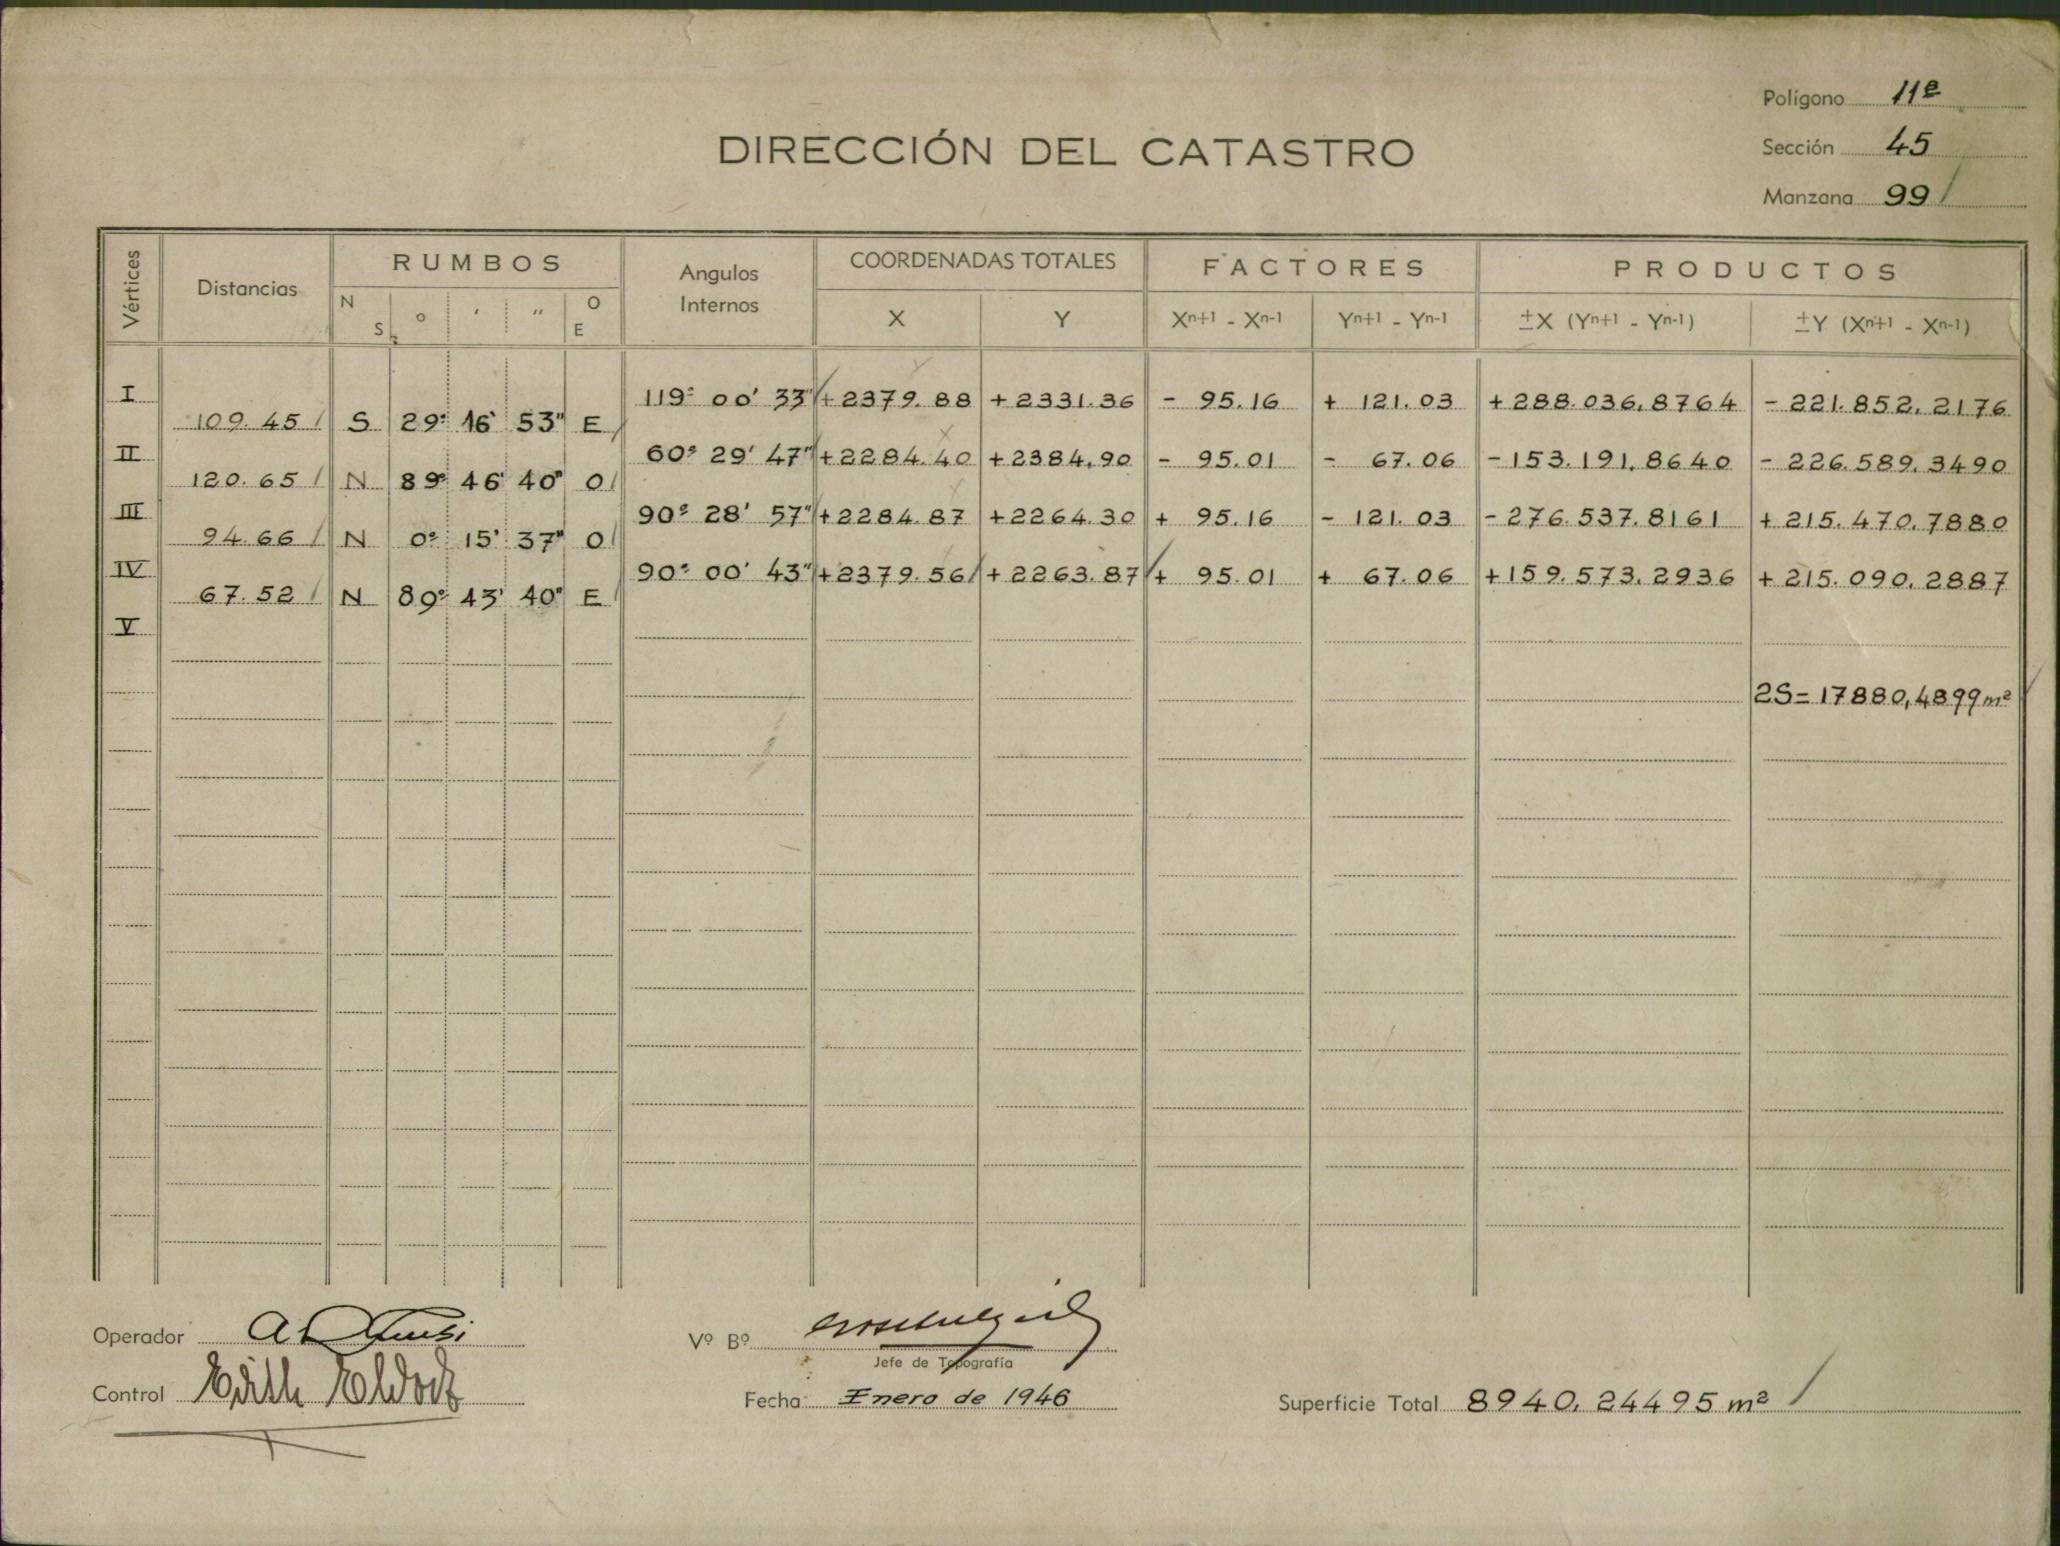 Polígono 11ª
DIRECCIÓN DEL CATASTRO
Sección 45
Manzana 99
Vértices Distancias RUMBOS Angulos Internos COORDENADAS TOTALES FACTORES PRODUCTOS
N S ° ' " O E X Y Xn+1 - Xn-1 Yn+1 - Yn-1 ±X (Yn+1 - Yn-1) ±Y (Xn+1 - Xn-1)
I 119° 00' 33" +2379.88 +2331.36 - 95.16 + 121.03 +288.036,8764 -221.852,2176
109.45 S 29° 16' 53" E
II 60° 29' 47" +2284.40 +2384,90 - 95.01 - 67.06 -153.191,8640 -226.589,3490
120.65 N 89° 46' 40" O
III 90° 28' 57" +2284.87 +2264.30 + 95.16 - 121.03 -276.537.8161 +215.470,7880
94.66 N 0° 15' 37" O
IV 90° 00' 43" +2379.56 +2263.87 + 95.01 + 67.06 +159.573,2936 +215.090,2887
67.52 N 89° 43' 40" E
V
2S=17880,4899 m²
Operador
Vº Bº
Jefe de Topografía
Control Edith
Fecha Enero de 1946
Superficie Total 8940.24495 m²